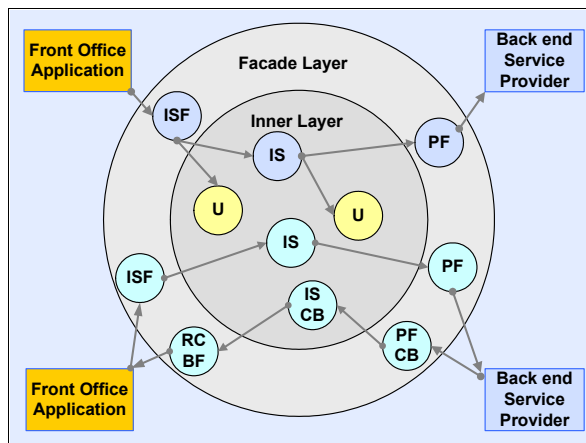 Front Office
Application
Facade Layer
Back end
Service
Provider
ISF
Inner Layer
IS
PF
U
U
IS
ISF
PF
IS
CB
RC
BF
PF
CB
Front Office
Application
Back end
Service
Provider